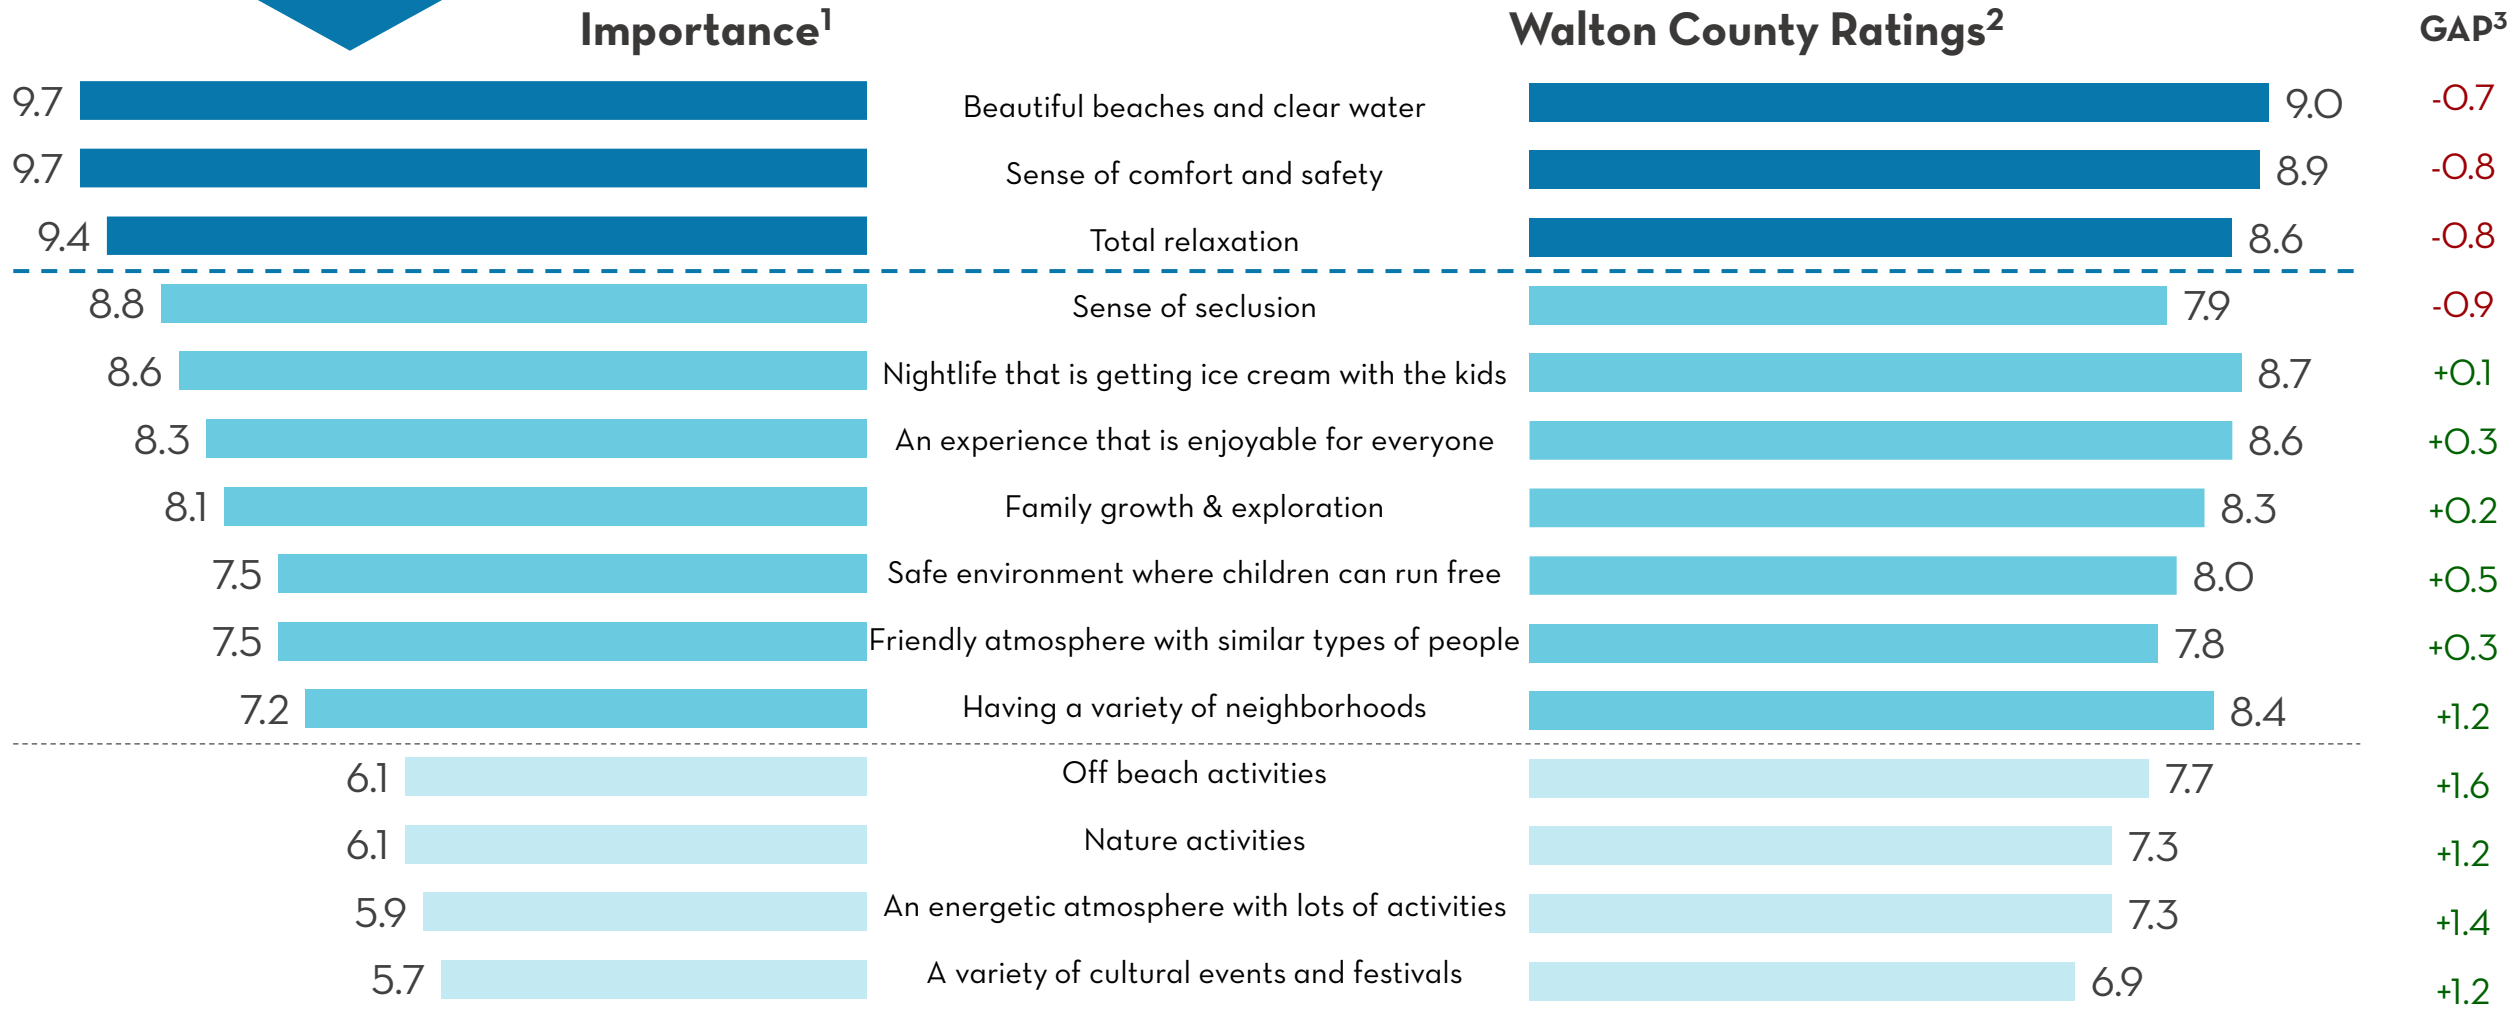 Importance¹ Walton County Ratings² GAP³
9.7 Beautiful beaches and clear water 9.0 -0.7
9.7 Sense of comfort and safety 8.9 -0.8
9.4 Total relaxation 8.6 -0.8
8.8 Sense of seclusion 7.9 -0.9
8.6 Nightlife that is getting ice cream with the kids 8.7 +0.1
8.3 An experience that is enjoyable for everyone 8.6 +0.3
8.1 Family growth & exploration 8.3 +0.2
7.5 Safe environment where children can run free 8.0 +0.5
7.5 Friendly atmosphere with similar types of people 7.8 +0.3
7.2 Having a variety of neighborhoods 8.4 +1.2
6.1 Off beach activities 7.7 +1.6
6.1 Nature activities 7.3 +1.2
5.9 An energetic atmosphere with lots of activities 7.3 +1.4
5.7 A variety of cultural events and festivals 6.9 +1.2